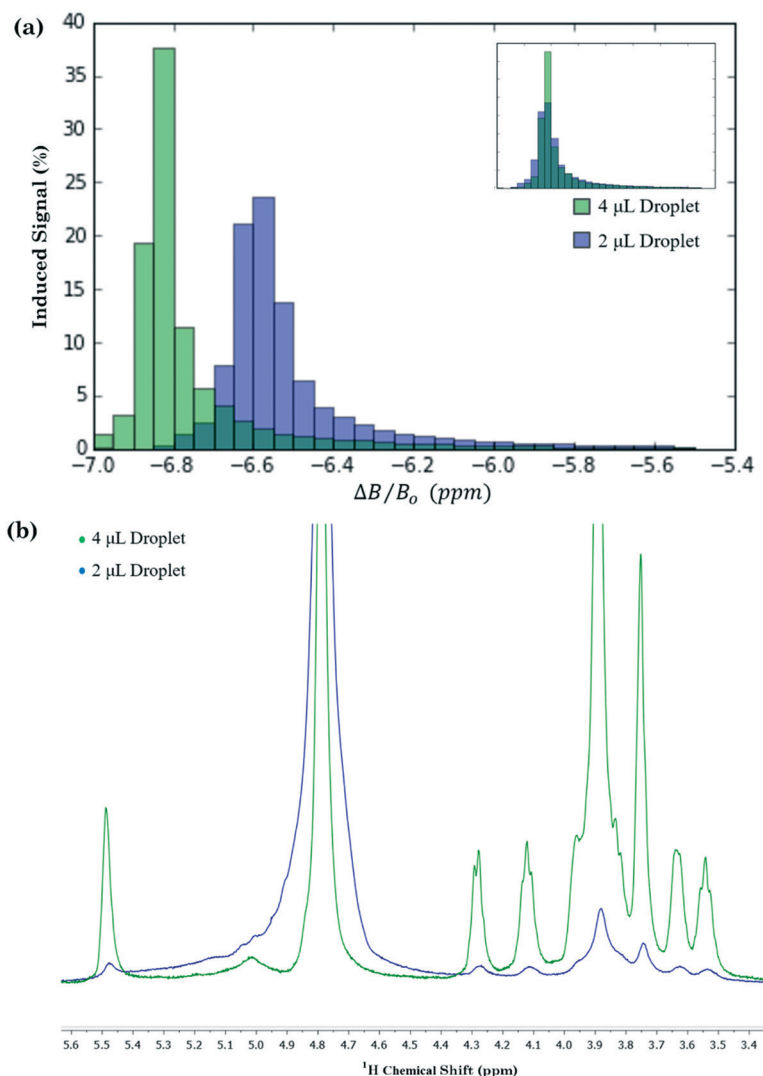 (a)
40
35
30
25
20
15
10
5
0
Induced Signal (%)
4 μL Droplet
2 μL Droplet
−7.0 −6.8 −6.6 −6.4 −6.2 −6.0 −5.8 −5.6 −5.4
ΔB/Bₒ (ppm)
(b)
4 μL Droplet
2 μL Droplet
5.6 5.5 5.4 5.3 5.2 5.1 5.0 4.9 4.8 4.7 4.6 4.5 4.4 4.3 4.2 4.1 4.0 3.9 3.8 3.7 3.6 3.5 3.4
¹H Chemical Shift (ppm)